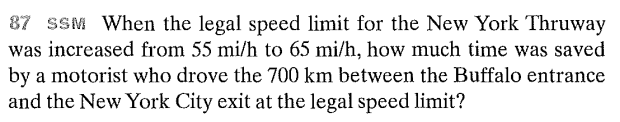 87 SSM When the legal speed limit for the New York Thruway
was increased from 55 mi/h to 65 mi/h, how much time was saved
by a motorist who drove the 700 km between the Buffalo entrance
and the New York City exit at the legal speed limit?